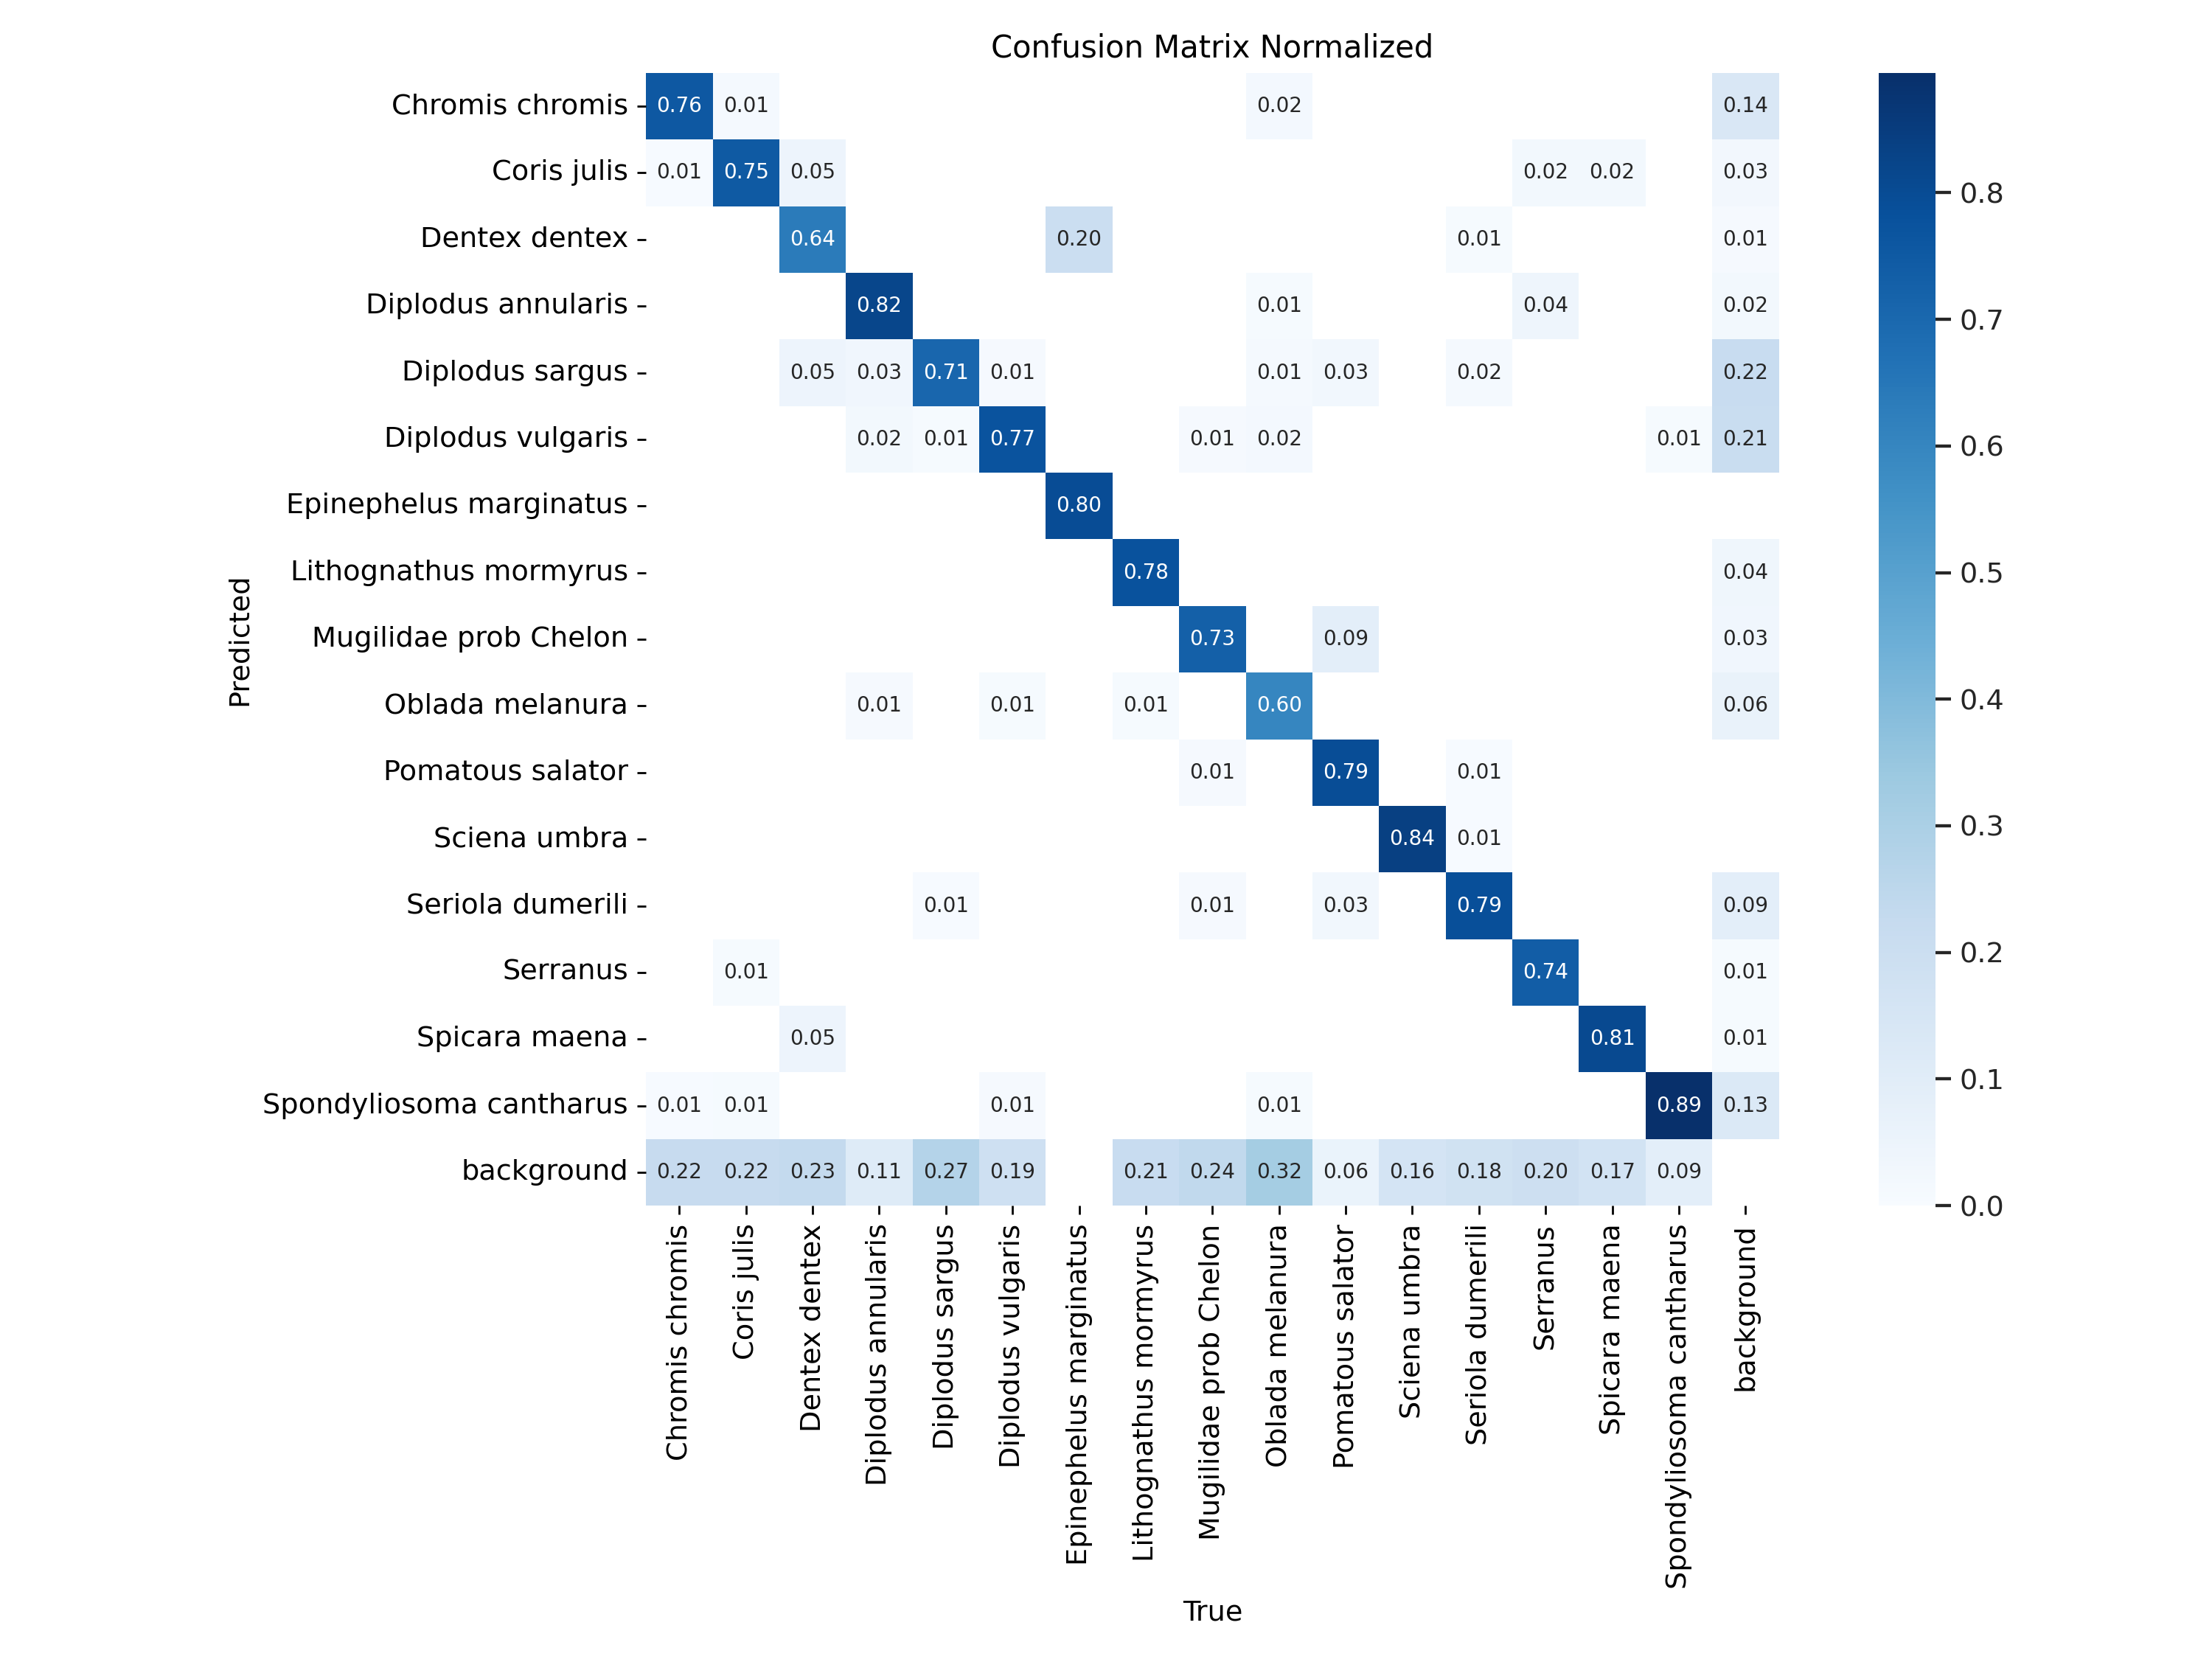 Confusion Matrix Normalized
Chromis chromis 0.76 0.01 0.02 0.14
Coris julis 0.01 0.75 0.05 0.02 0.02 0.03
Dentex dentex 0.64 0.20 0.01 0.01
Diplodus annularis 0.82 0.01 0.04 0.02
Diplodus sargus 0.05 0.03 0.71 0.01 0.01 0.03 0.02 0.22
Diplodus vulgaris 0.02 0.01 0.77 0.01 0.02 0.01 0.21
Epinephelus marginatus 0.80
Lithognathus mormyrus 0.78 0.04
Mugilidae prob Chelon 0.73 0.09 0.03
Oblada melanura 0.01 0.01 0.01 0.60 0.06
Pomatous salator 0.01 0.79 0.01
Sciena umbra 0.84 0.01
Seriola dumerili 0.01 0.01 0.03 0.79 0.09
Serranus 0.01 0.74 0.01
Spicara maena 0.05 0.81 0.01
Spondyliosoma cantharus 0.01 0.01 0.01 0.01 0.89 0.13
background 0.22 0.22 0.23 0.11 0.27 0.19 0.21 0.24 0.32 0.06 0.16 0.18 0.20 0.17 0.09
Predicted
Chromis chromis
Coris julis
Dentex dentex
Diplodus annularis
Diplodus sargus
Diplodus vulgaris
Epinephelus marginatus
Lithognathus mormyrus
Mugilidae prob Chelon
Oblada melanura
Pomatous salator
Sciena umbra
Seriola dumerili
Serranus
Spicara maena
Spondyliosoma cantharus
background
True
0.8
0.7
0.6
0.5
0.4
0.3
0.2
0.1
0.0